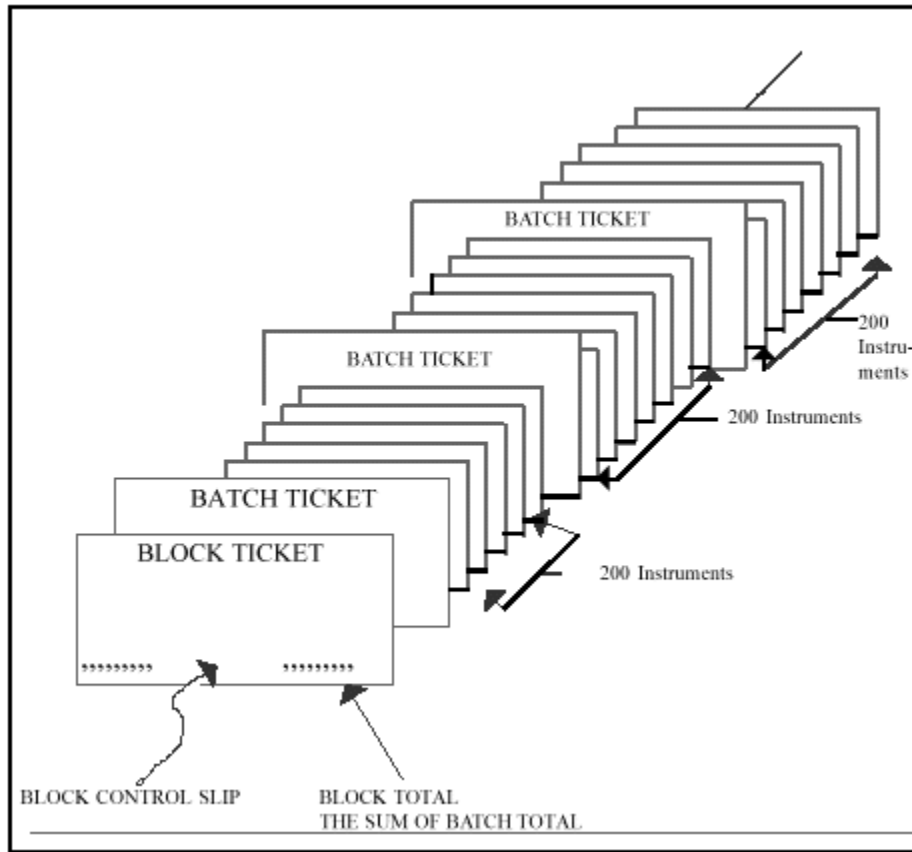 BATCH TICKET
200
Instru-
ments
BATCH TICKET
200 Instruments
BATCH TICKET
BLOCK TICKET
200 Instruments
,,,,,,,,, ,,,,,,,,,
BLOCK CONTROL SLIP
BLOCK TOTAL
THE SUM OF BATCH TOTAL